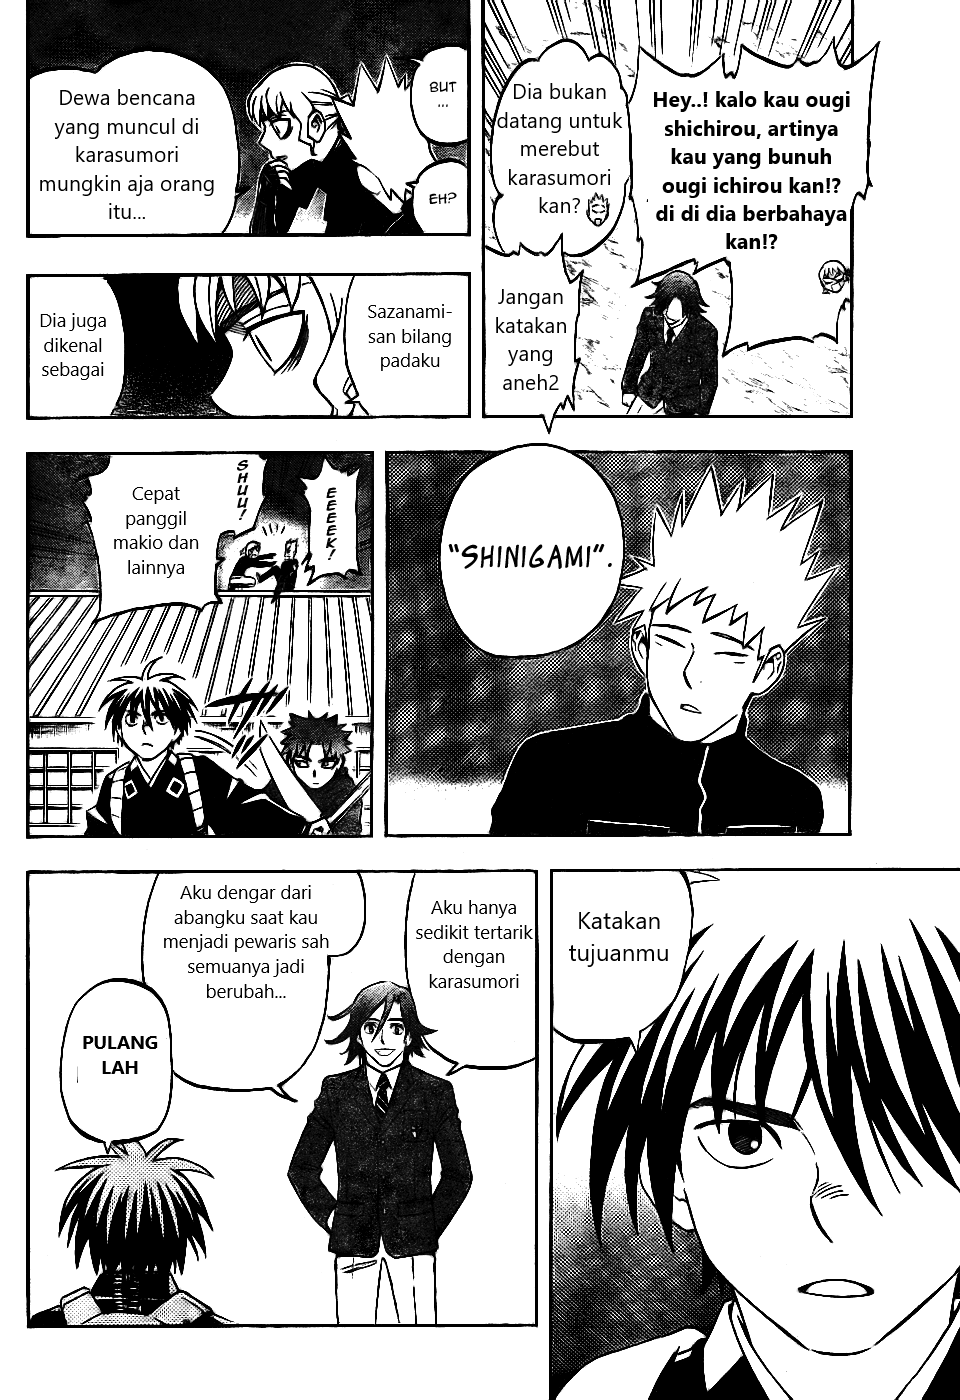 Hey..! kalo kau ougi
shichirou, artinya
kau yang bunuh
ougi ichirou kan!?
di di dia berbahaya
kan!?
Dia bukan
datang untuk
merebut
karasumori
kan?
Jangan
katakan
yang
aneh2
BUT
...
EH?
Dewa bencana
yang muncul di
karasumori
mungkin aja orang
itu...
Sazanami-
san bilang
padaku
Dia juga
dikenal
sebagai
"SHINIGAMI".
EEEEEK!
SHUU!
Cepat
panggil
makio dan
lainnya
Katakan
tujuanmu
Aku hanya
sedikit tertarik
dengan
karasumori
Aku dengar dari
abangku saat kau
menjadi pewaris sah
semuanya jadi
berubah...
PULANG
LAH